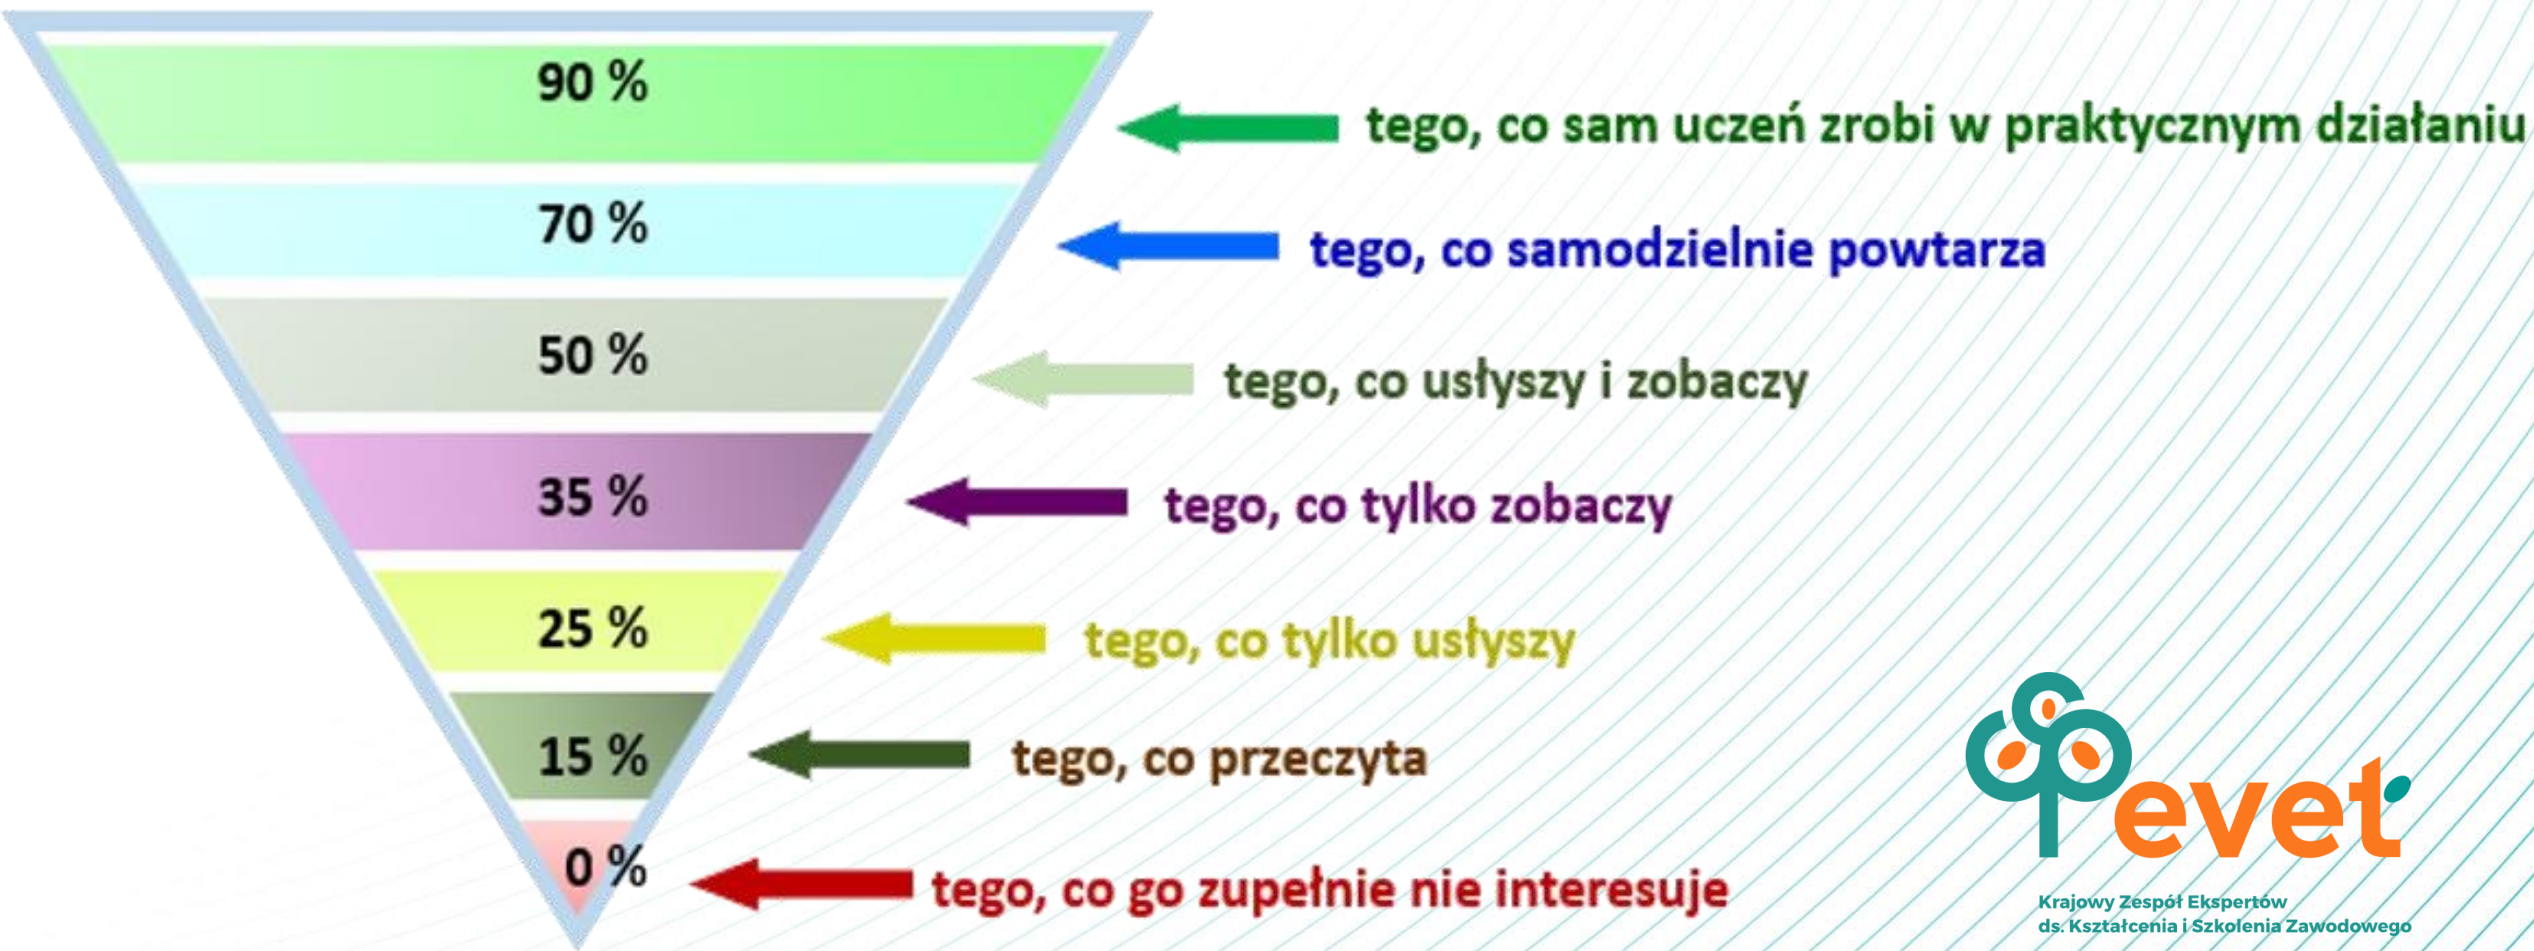 90 %
tego, co sam uczeń zrobi w praktycznym działaniu
70 %
tego, co samodzielnie powtarza
50 %
tego, co usłyszy i zobaczy
35 %
tego, co tylko zobaczy
25 %
tego, co tylko usłyszy
15 %
tego, co przeczyta
0 %
tego, co go zupełnie nie interesuje
evet
Krajowy Zespół Ekspertów
ds. Kształcenia i Szkolenia Zawodowego